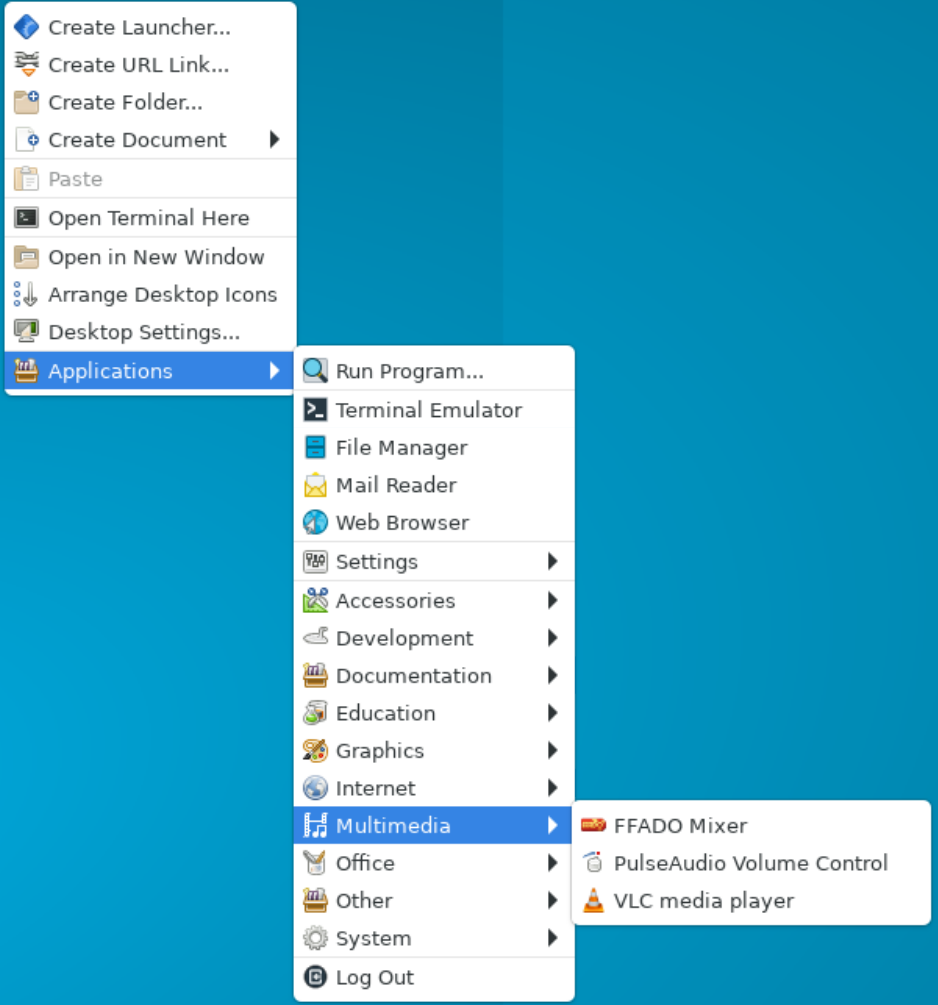 Create Launcher...
Create URL Link...
Create Folder...
Create Document
Paste
Open Terminal Here
Open in New Window
Arrange Desktop Icons
Desktop Settings...
Applications
Run Program...
Terminal Emulator
File Manager
Mail Reader
Web Browser
Settings
Accessories
Development
Documentation
Education
Graphics
Internet
Multimedia
Office
Other
System
Log Out
FFADO Mixer
PulseAudio Volume Control
VLC media player